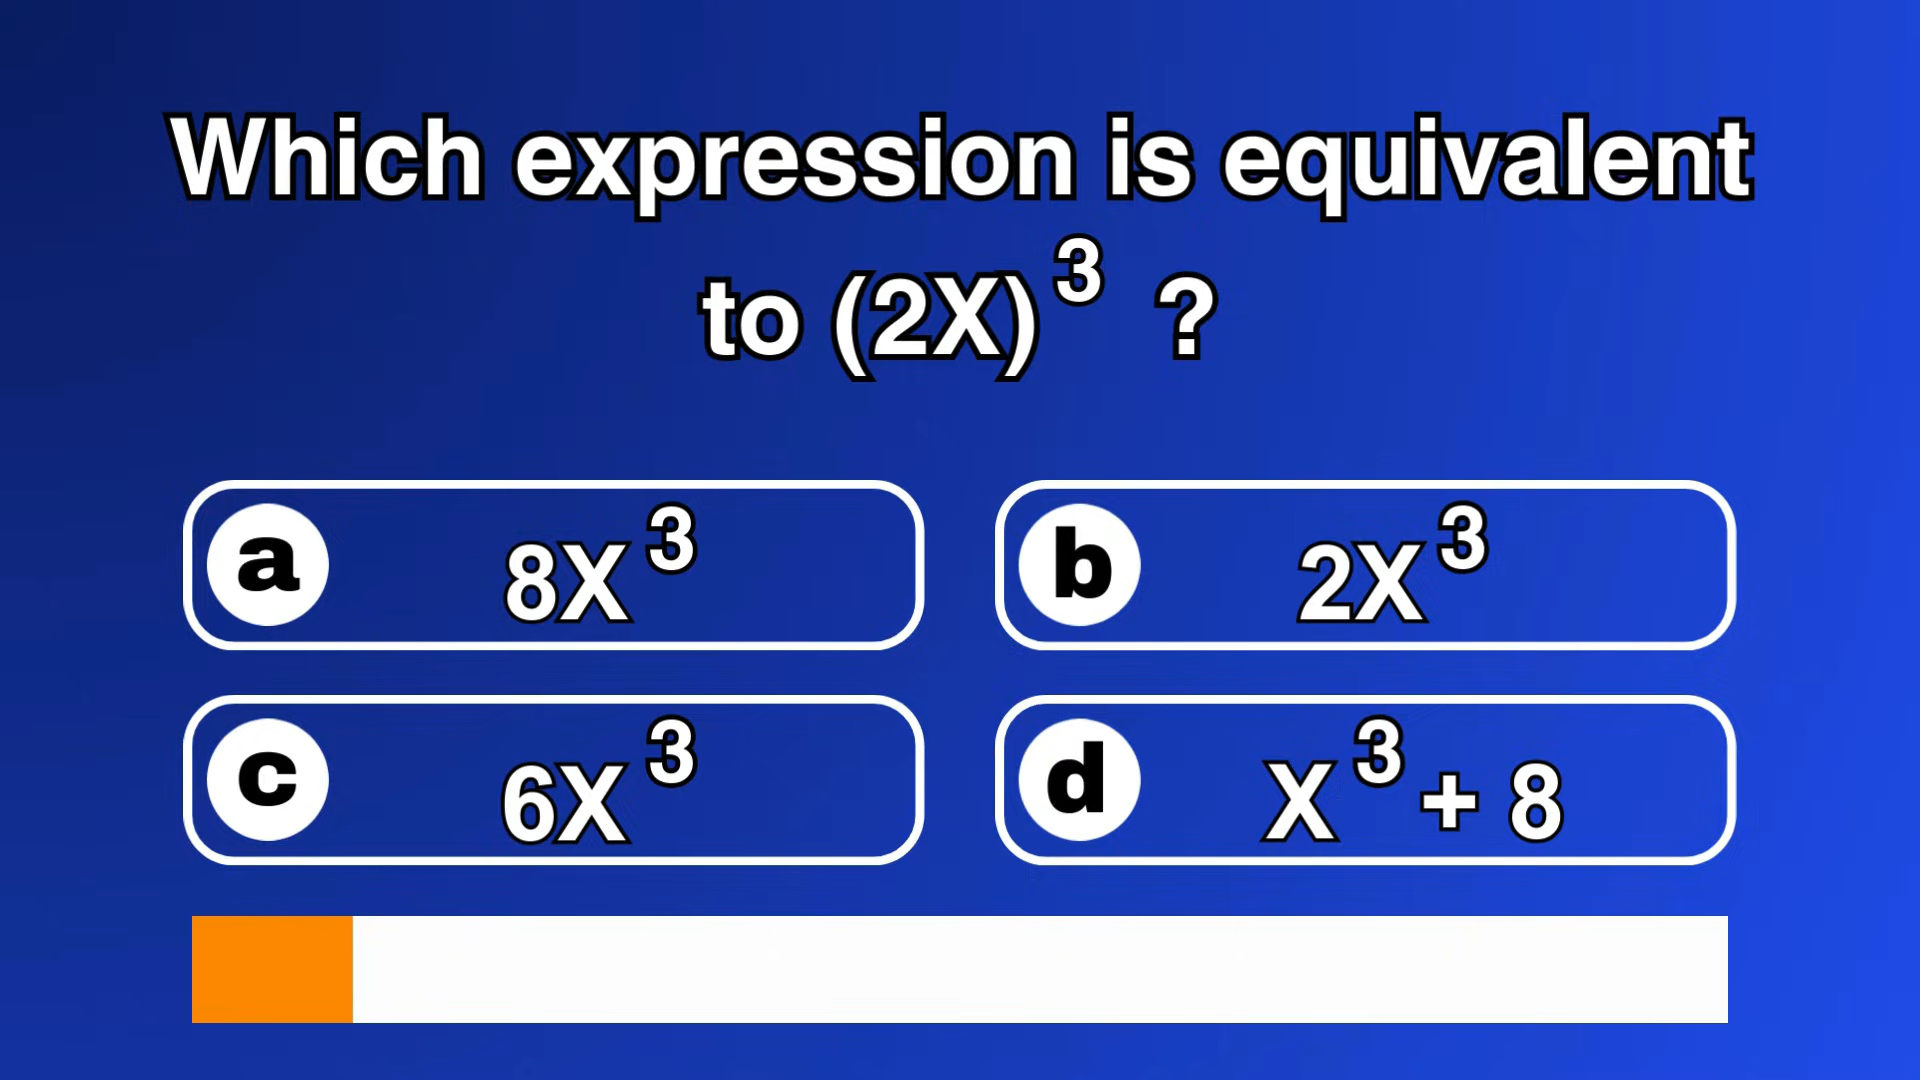 Which expression is equivalent
to (2X)³ ?
a 8X³
b 2X³
c 6X³
d X³ + 8